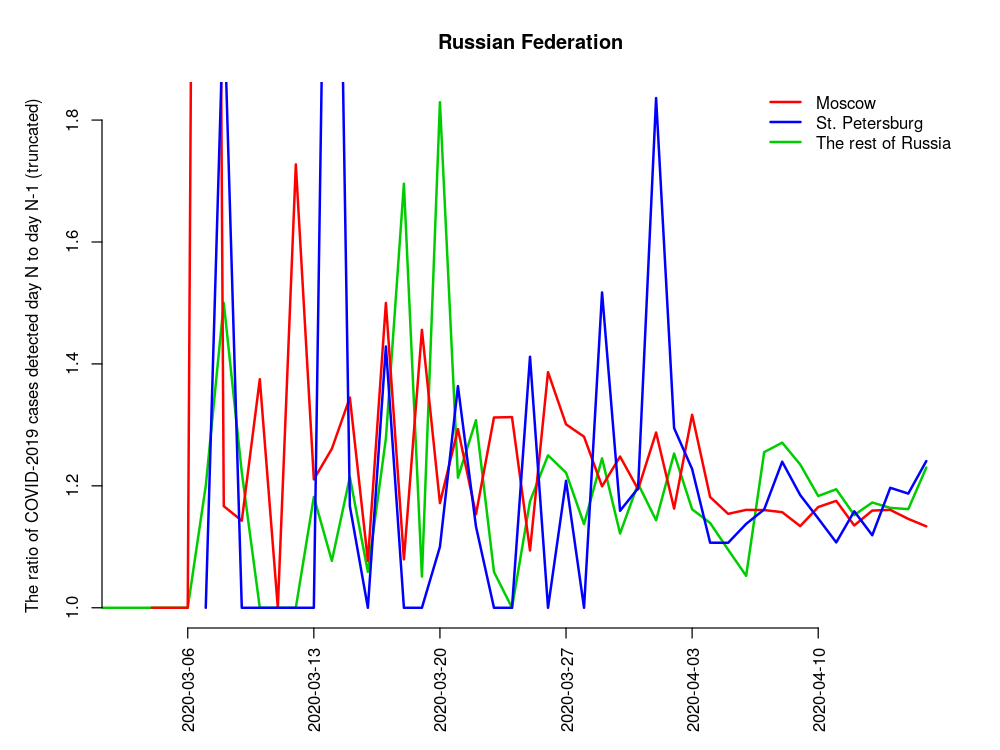 Russian Federation
The ratio of COVID-2019 cases detected day N to day N-1 (truncated)
1.8
1.6
1.4
1.2
1.0
Moscow
St. Petersburg
The rest of Russia
2020-03-06
2020-03-13
2020-03-20
2020-03-27
2020-04-03
2020-04-10